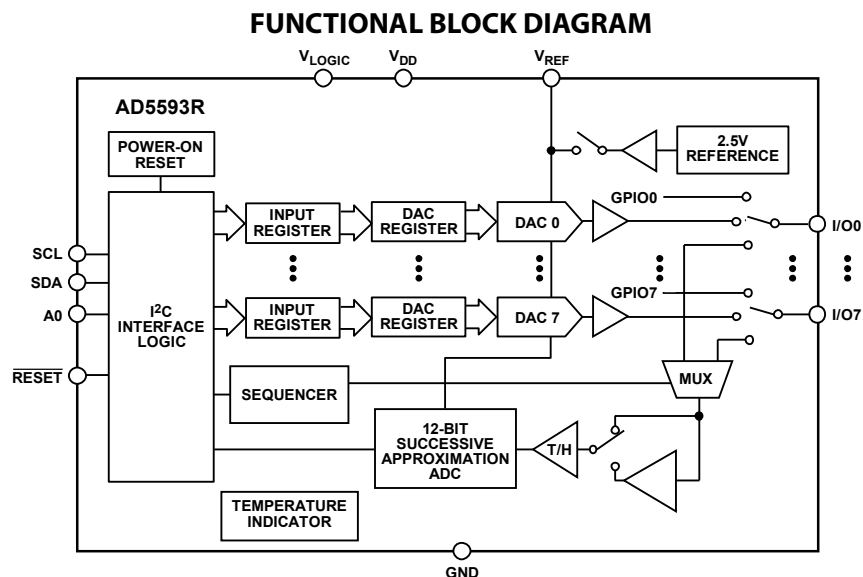 FUNCTIONAL BLOCK DIAGRAM
VLOGIC
VDD
VREF
AD5593R
POWER-ON
RESET
2.5V
REFERENCE
GPIO0
INPUT
REGISTER
DAC
REGISTER
DAC 0
I/O0
SCL
SDA
A0
RESET
I2C
INTERFACE
LOGIC
GPIO7
INPUT
REGISTER
DAC
REGISTER
DAC 7
I/O7
MUX
SEQUENCER
12-BIT
SUCCESSIVE
APPROXIMATION
ADC
T/H
TEMPERATURE
INDICATOR
GND